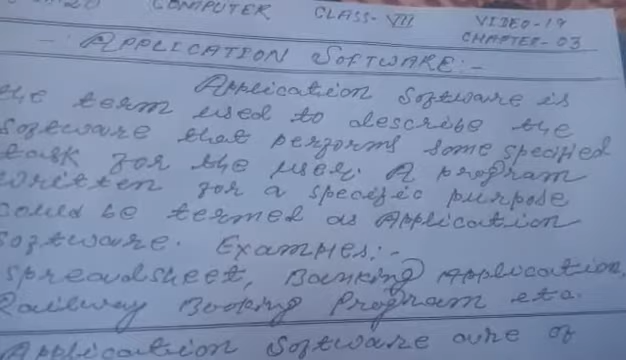 COMPUTER CLASS-VII VIDEO-19
CHAPTER-03
- APPLICATION SOFTWARE:-
Application Software is
the term used to describe the
Software that performs some specified
task for the user. A program
written for a specific purpose
could be termed as Application
Software. Examples:-
Spreadsheet, Banking Application,
Railway Booking Program etc.
Application Software are of